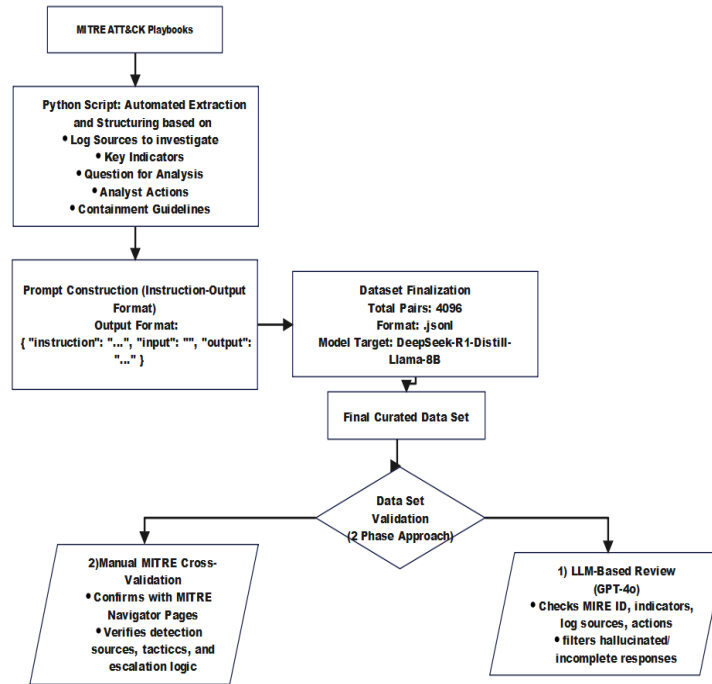 MITRE ATT&CK Playbooks
Python Script: Automated Extraction
and Structuring based on
• Log Sources to investigate
• Key Indicators
• Question for Analysis
• Analyst Actions
• Containment Guidelines
Prompt Construction (Instruction-Output
Format)
Output Format:
{ "instruction": "...", "input": "", "output":
"..." }
Dataset Finalization
Total Pairs: 4096
Format: .jsonl
Model Target: DeepSeek-R1-Distill-
Llama-8B
Final Curated Data Set
Data Set
Validation
(2 Phase Approach)
2)Manual MITRE Cross-
Validation
• Confirms with MITRE
Navigator Pages
• Verifies detection
sources, tacticcs, and
escalation logic
1) LLM-Based Review
(GPT-4o)
• Checks MIRE ID, indicators,
log sources, actions
• filters hallucinated/
incomplete responses